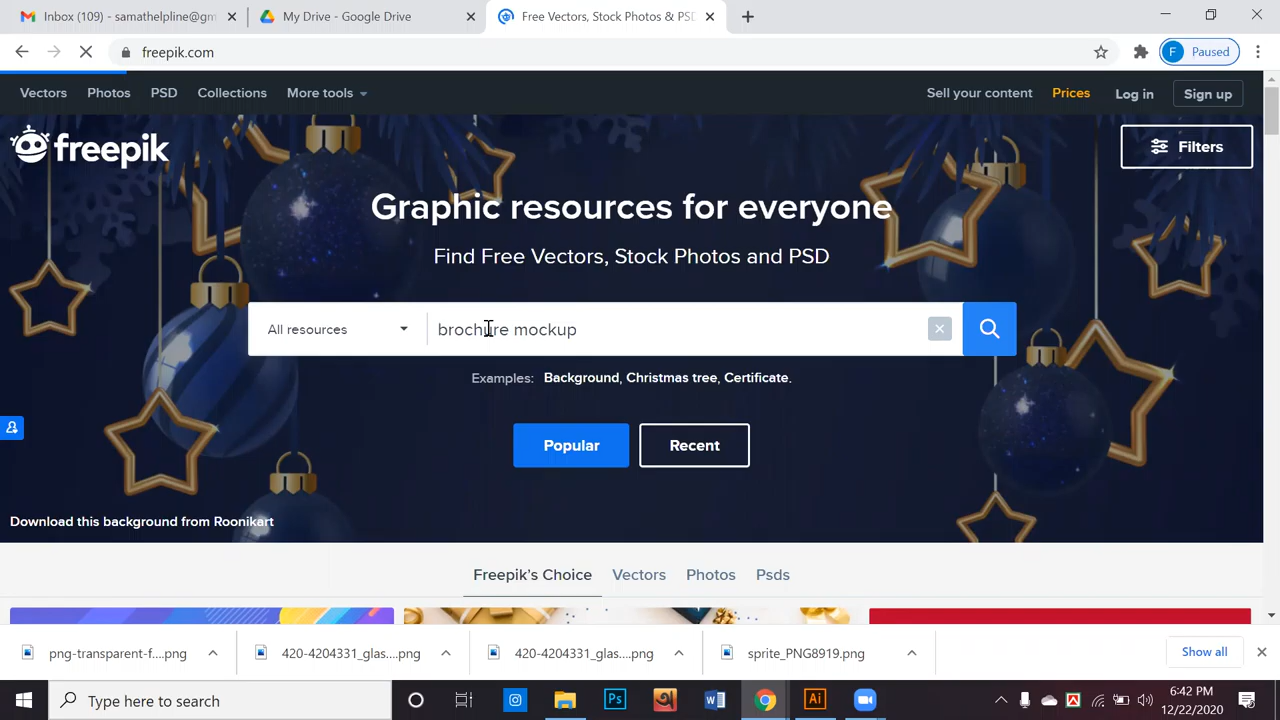 Inbox (109) - samathelpline@gm
My Drive - Google Drive
Free Vectors, Stock Photos & PSD
freepik.com
F Paused
Vectors Photos PSD Collections More tools
Sell your content Prices Log in Sign up
freepik
Filters
Graphic resources for everyone
Find Free Vectors, Stock Photos and PSD
All resources brochure mockup
Examples: Background, Christmas tree, Certificate.
Popular Recent
Download this background from Roonikart
Freepik's Choice Vectors Photos Psds
png-transparent-f....png 420-4204331_glas....png 420-4204331_glas....png sprite_PNG8919.png Show all
Type here to search
Ps
Ai
6:42 PM
12/22/2020